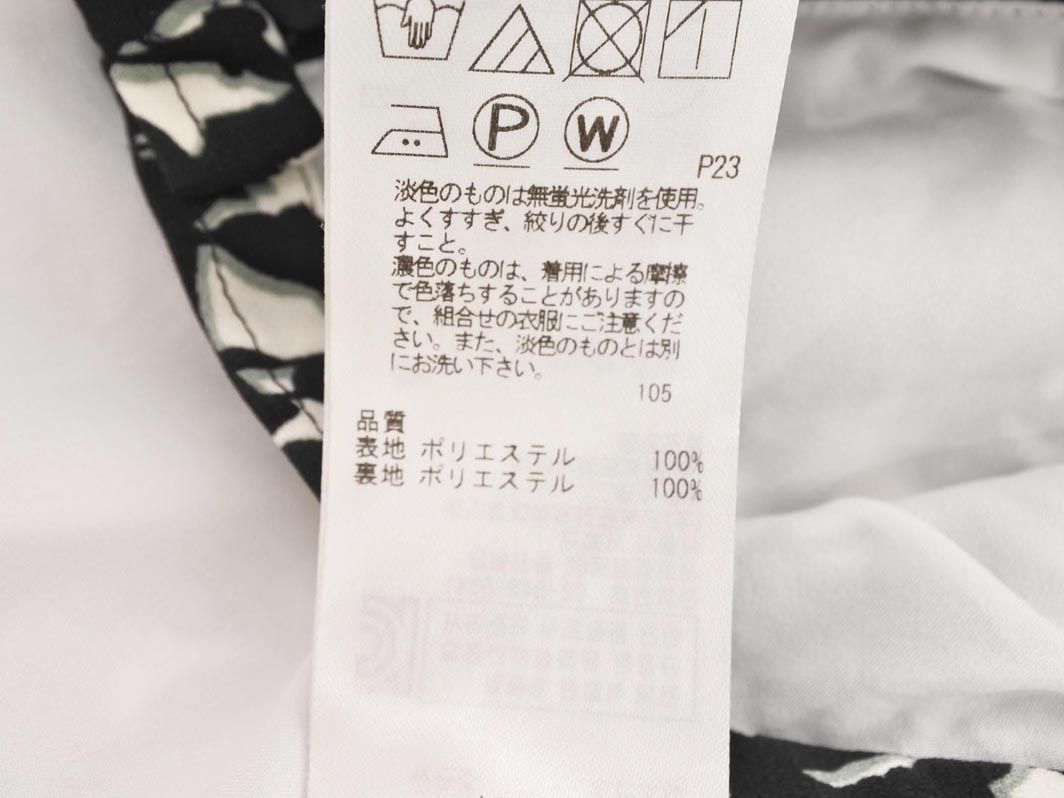 P
W
P23
淡色のものは無蛍光洗剤を使用。
よくすすぎ、絞りの後すぐに干
すこと。
濃色のものは、着用による摩擦
で色落ちすることがありますの
で、組合せの衣服にご注意くだ
さい。また、淡色のものとは別
にお洗い下さい。
105
品質
表地 ポリエステル 100%
裏地 ポリエステル 100%